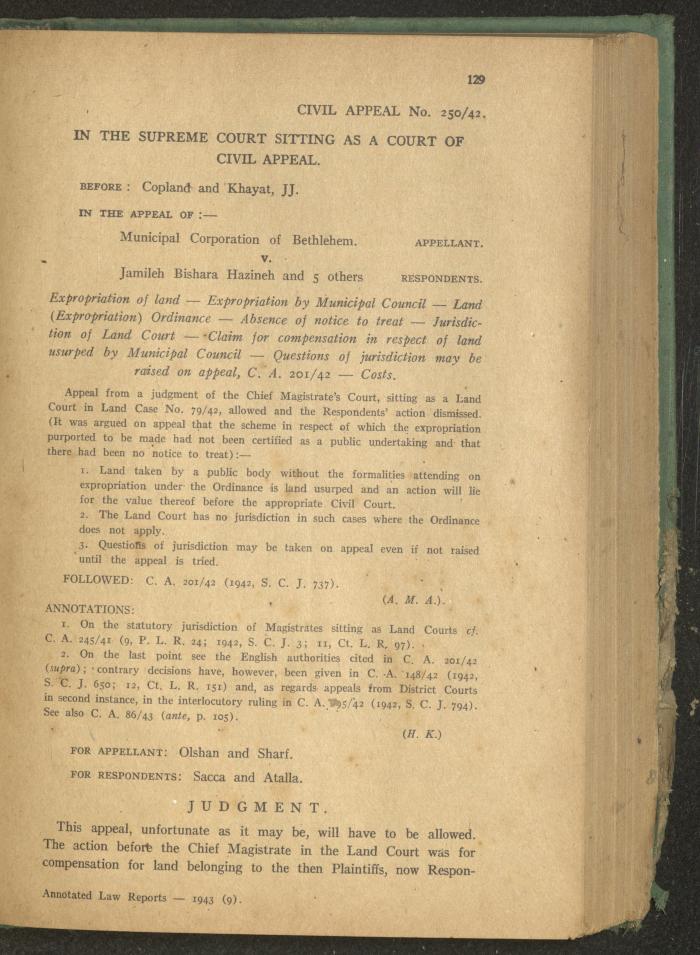 129
CIVIL APPEAL No. 250/42.
IN THE SUPREME COURT SITTING AS A COURT OF
CIVIL APPEAL.
BEFORE : Copland and Khayat, JJ.
IN THE APPEAL OF :—
Municipal Corporation of Bethlehem. APPELLANT.
v.
Jamileh Bishara Hazineh and 5 others RESPONDENTS.
Expropriation of land — Expropriation by Municipal Council — Land
(Expropriation) Ordinance — Absence of notice to treat — Jurisdic-
tion of Land Court — Claim for compensation in respect of land
usurped by Municipal Council — Questions of jurisdiction may be
raised on appeal, C. A. 201/42 — Costs.
Appeal from a judgment of the Chief Magistrate's Court, sitting as a Land
Court in Land Case No. 79/42, allowed and the Respondents' action dismissed.
(It was argued on appeal that the scheme in respect of which the expropriation
purported to be made had not been certified as a public undertaking and that
there had been no notice to treat):—
1. Land taken by a public body without the formalities attending on
expropriation under the Ordinance is land usurped and an action will lie
for the value thereof before the appropriate Civil Court.
2. The Land Court has no jurisdiction in such cases where the Ordinance
does not apply.
3. Questions of jurisdiction may be taken on appeal even if not raised
until the appeal is tried.
FOLLOWED: C. A. 201/42 (1942, S. C. J. 737).
(A. M. A.).
ANNOTATIONS:
1. On the statutory jurisdiction of Magistrates sitting as Land Courts cf.
C. A. 245/41 (9, P. L. R. 24; 1942, S. C. J. 3; 11, Ct. L. R. 97).
2. On the last point see the English authorities cited in C. A. 201/42
(supra); contrary decisions have, however, been given in C. A. 148/42 (1942,
S. C. J. 650; 12, Ct. L. R. 151) and, as regards appeals from District Courts
in second instance, in the interlocutory ruling in C. A. (1942, S. C. J. 794).
See also C. A. 86/43 (ante, p. 105).
(H. K.)
FOR APPELLANT: Olshan and Sharf.
FOR RESPONDENTS: Sacca and Atalla.
JUDGMENT.
This appeal, unfortunate as it may be, will have to be allowed.
The action before the Chief Magistrate in the Land Court was for
compensation for land belonging to the then Plaintiffs, now Respon-
Annotated Law Reports — 1943 (9).